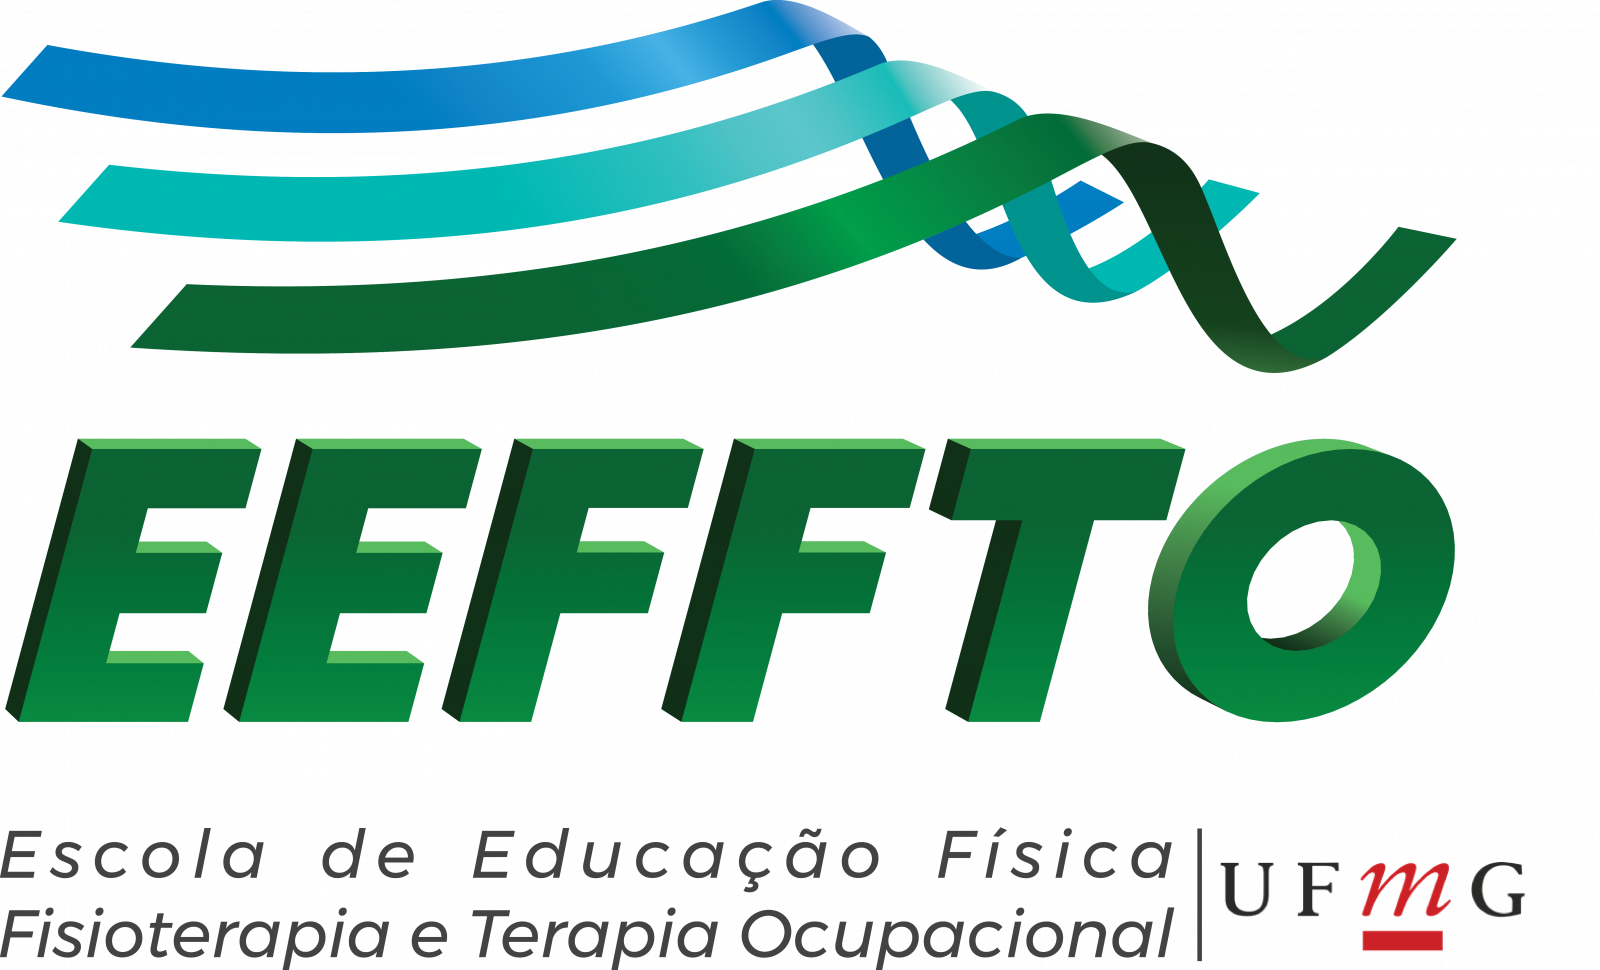 EEFFTO
Escola de Educação Física
Fisioterapia e Terapia Ocupacional
UFmG